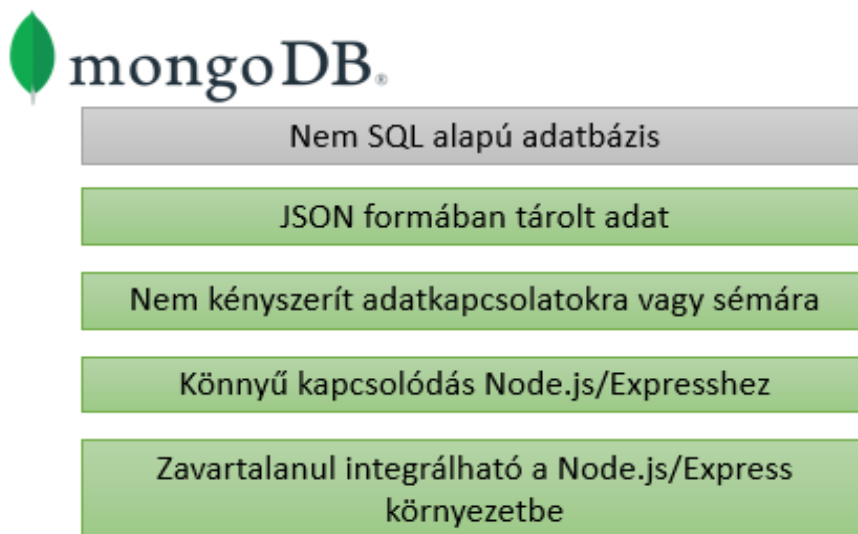 mongoDB®
Nem SQL alapú adatbázis
JSON formában tárolt adat
Nem kényszerít adatkapcsolatokra vagy sémára
Könnyű kapcsolódás Node.js/Expresshez
Zavartalanul integrálható a Node.js/Express
környezetbe